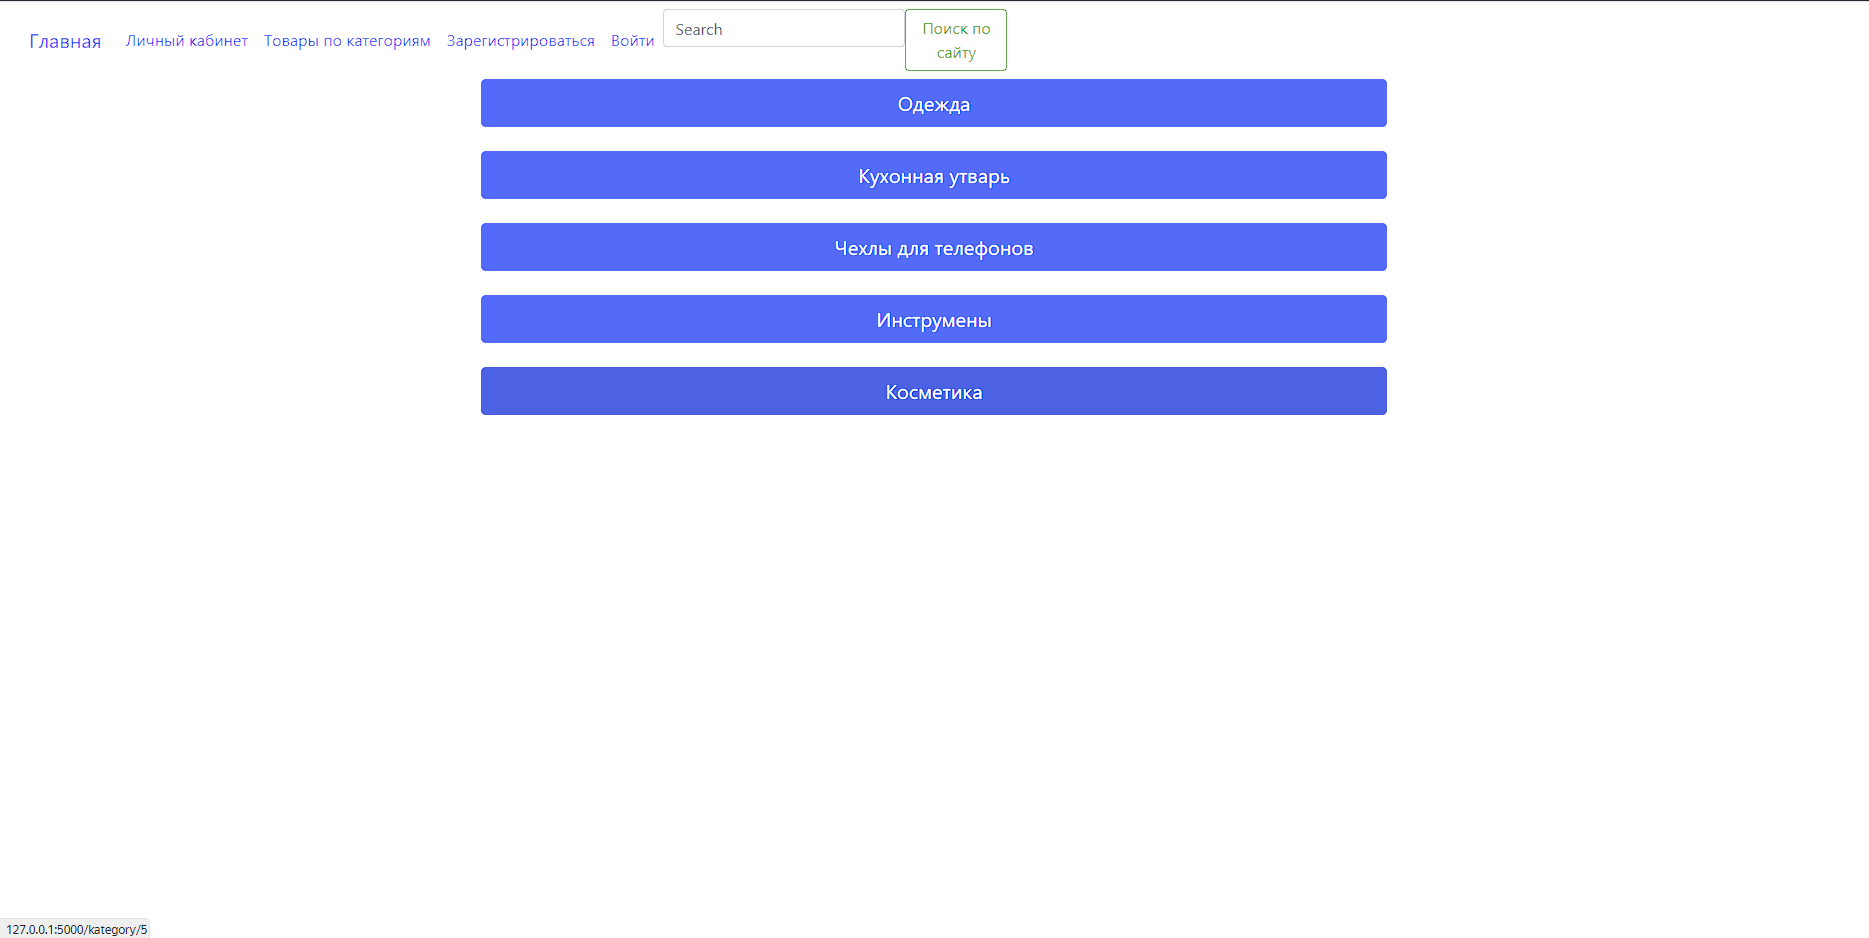 Главная Личный кабинет Товары по категориям Зарегистрироваться Войти Search Поиск по
сайту
Одежда
Кухонная утварь
Чехлы для телефонов
Инструмены
Косметика
127.0.0.1:5000/kategory/5